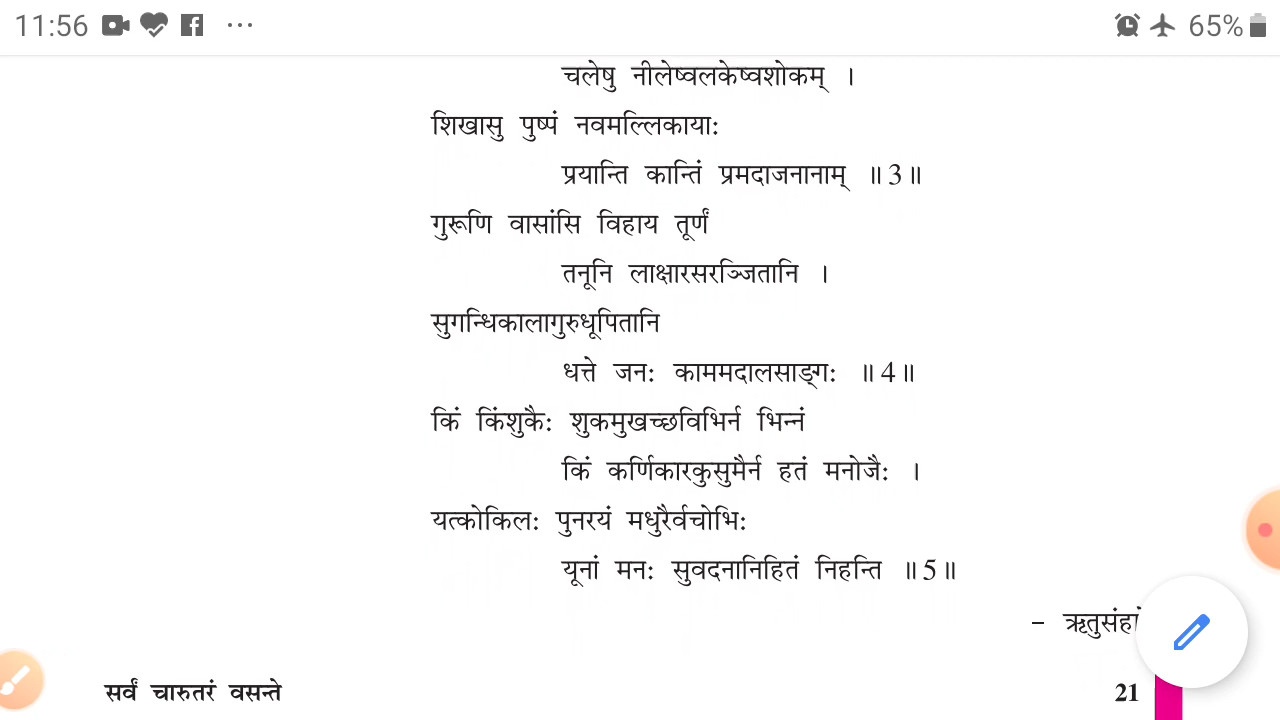 11:56 ... 65%
चलेषु नीलेष्वलकेष्वशोकम् ।
शिखासु पुष्पं नवमल्लिकायाः
प्रयान्ति कान्तिं प्रमदाजनानाम् ॥3॥
गुरूणि वासांसि विहाय तूर्णं
तनूनि लाक्षारसरञ्जितानि ।
सुगन्धिकालागुरुधूपितानि
धत्ते जनः काममदालसाङ्गः ॥4॥
किं किंशुकैः शुकमुखच्छविभिर्न भिन्नं
किं कर्णिकारकुसुमैर्न हतं मनोजैः ।
यत्कोकिलः पुनरयं मधुरैर्वचोभिः
यूनां मनः सुवदनानिहितं निहन्ति ॥5॥
–
सर्वं चारुतरं वसन्ते 21